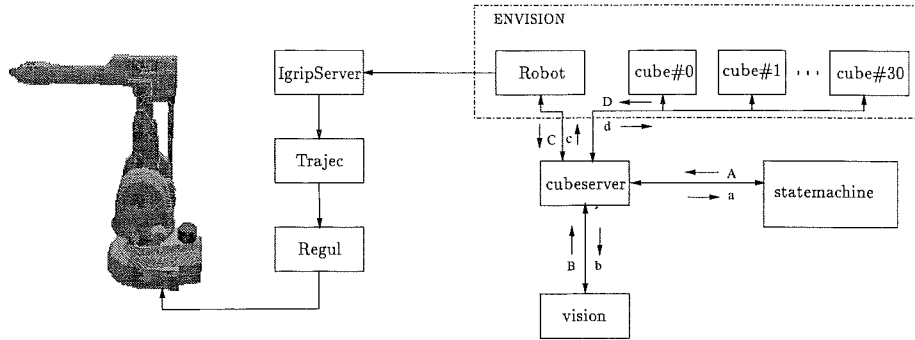 ENVISION
IgripServer
Robot
cube#0
cube#1
...
cube#30
D
d
C
c
Trajec
cubeserver
A
a
statemachine
Regul
B
b
vision